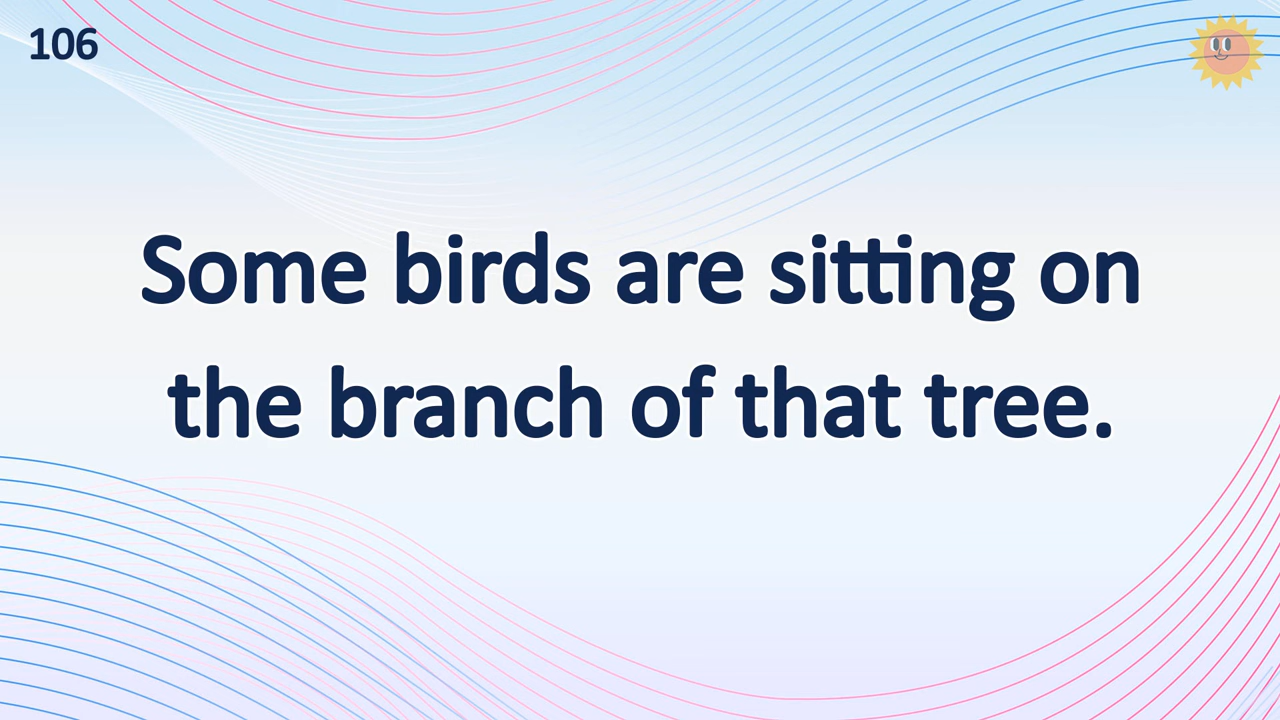 106
Some birds are sitting on
the branch of that tree.